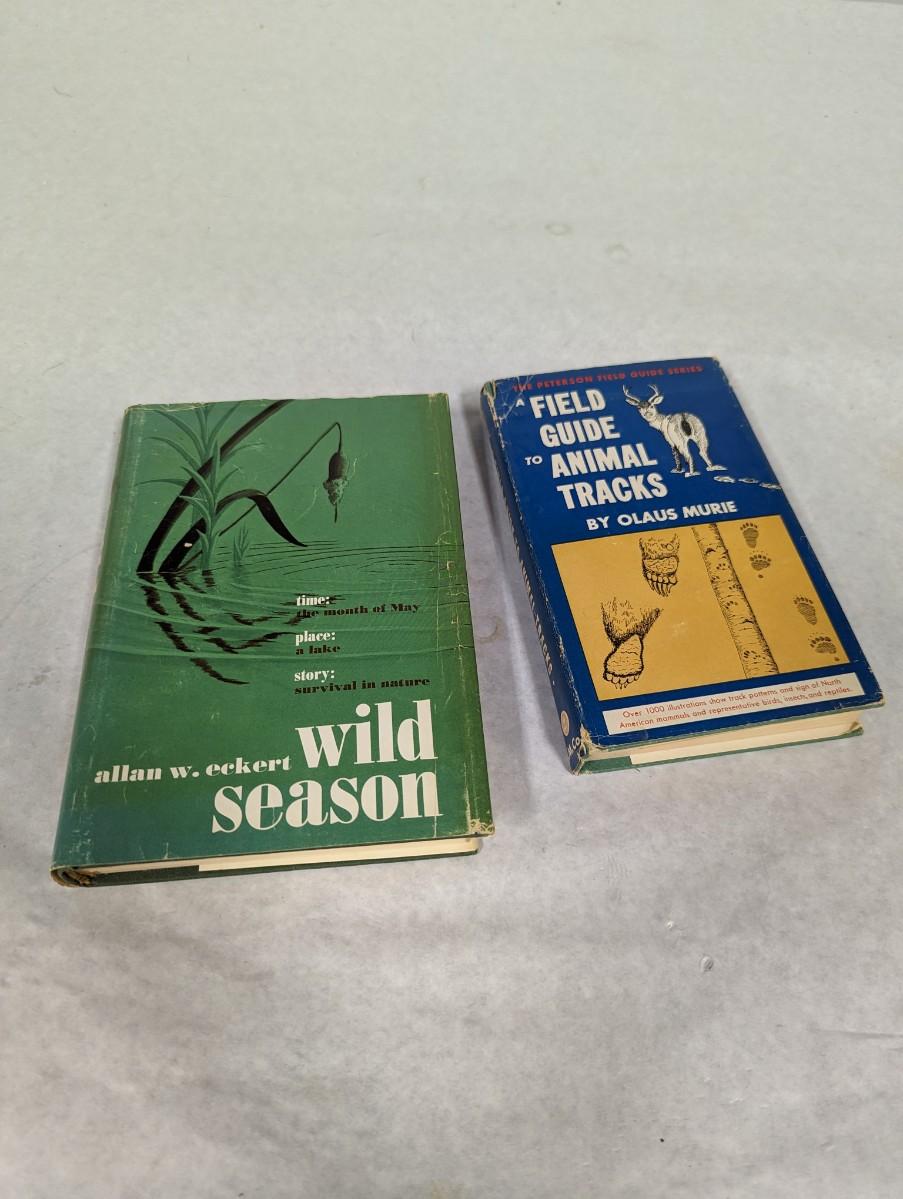 time:
the month of May
place:
a lake
story:
survival in nature
allan w. eckert wild
season
THE PETERSON FIELD GUIDE SERIES
A FIELD
GUIDE
TO ANIMAL
TRACKS
BY OLAUS MURIE
Over 1000 illustrations show track patterns and sign of North
American mammals and representative birds, insects, and reptiles.